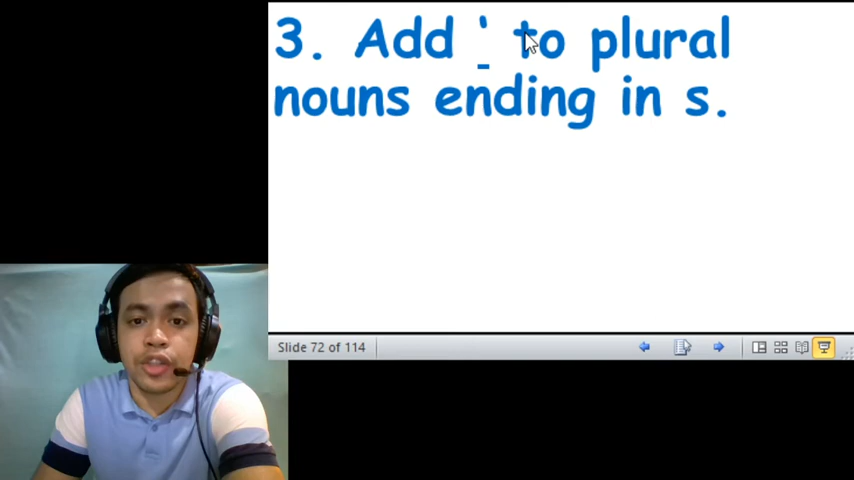 3. Add ‘ to plural
nouns ending in s.
Slide 72 of 114